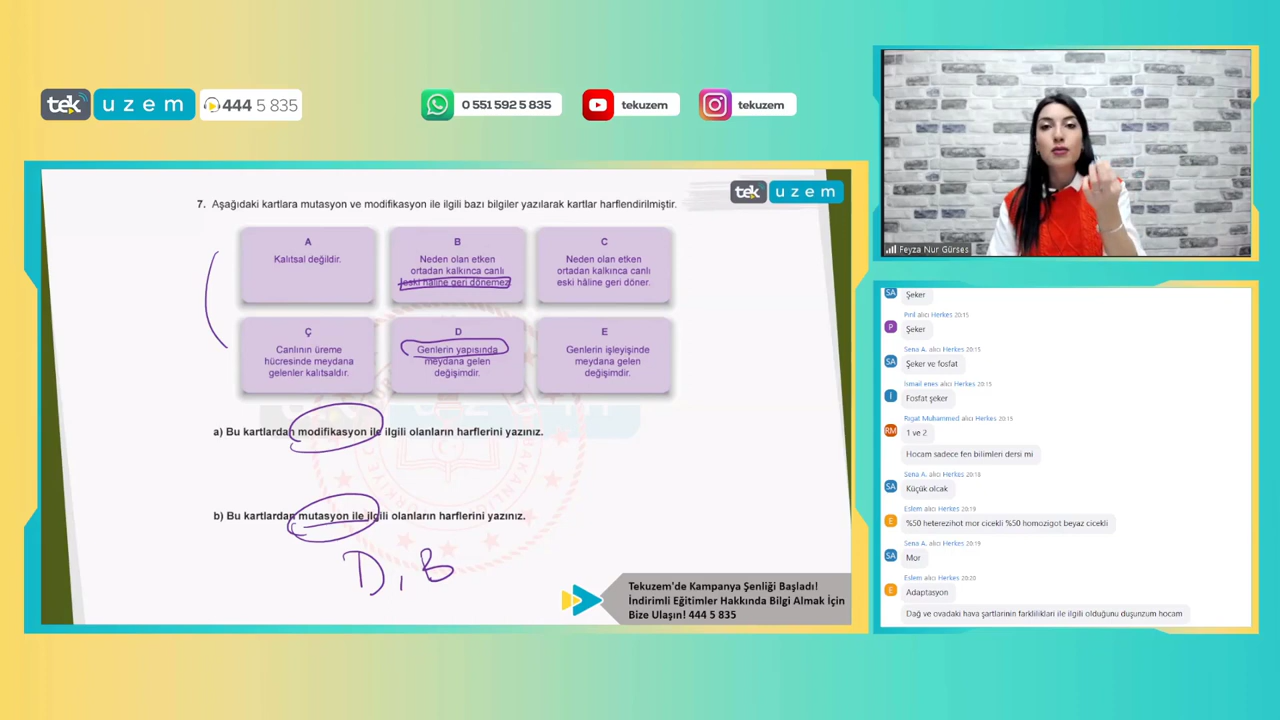 tek uzem
444 5 835
0 551 592 5 835
tekuzem
tekuzem
tek uzem
7. Aşağıdaki kartlara mutasyon ve modifikasyon ile ilgili bazı bilgiler yazılarak kartlar harflendirilmiştir.
A
Kalıtsal değildir.
B
Neden olan etken
ortadan kalkınca canlı
eski hâline geri dönemez
C
Neden olan etken
ortadan kalkınca canlı
eski hâline geri döner.
Ç
Canlının üreme
hücresinde meydana
gelenler kalıtsaldır.
D
Genlerin yapısında
meydana gelen
değişimdir.
E
Genlerin işleyişinde
meydana gelen
değişimdir.
a) Bu kartlardan modifikasyon ile ilgili olanların harflerini yazınız.
b) Bu kartlardan mutasyon ile ilgili olanların harflerini yazınız.
D, B
Tekuzem'de Kampanya Şenliği Başladı!
İndirimli Eğitimler Hakkında Bilgi Almak İçin
Bize Ulaşın! 444 5 835
Feyza Nur Gürses
SA Şeker
Pırıl alıcı Herkes 20:15
P Şeker
Sena A. alıcı Herkes 20:15
SA Şeker ve fosfat
İsmail enes alıcı Herkes 20:15
I Fosfat şeker
Rigat Muhammed alıcı Herkes 20:15
RM 1 ve 2
Hocam sadece fen bilimleri dersi mi
Sena A. alıcı Herkes 20:18
SA Küçük olcak
Eslem alıcı Herkes 20:19
E %50 heterezihot mor cicekli %50 homozigot beyaz cicekli
Sena A. alıcı Herkes 20:19
SA Mor
Eslem alıcı Herkes 20:20
E Adaptasyon
Dağ ve ovadaki hava şartlarinin farkliliklari ile ilgili olduğunu duşunzum hocam